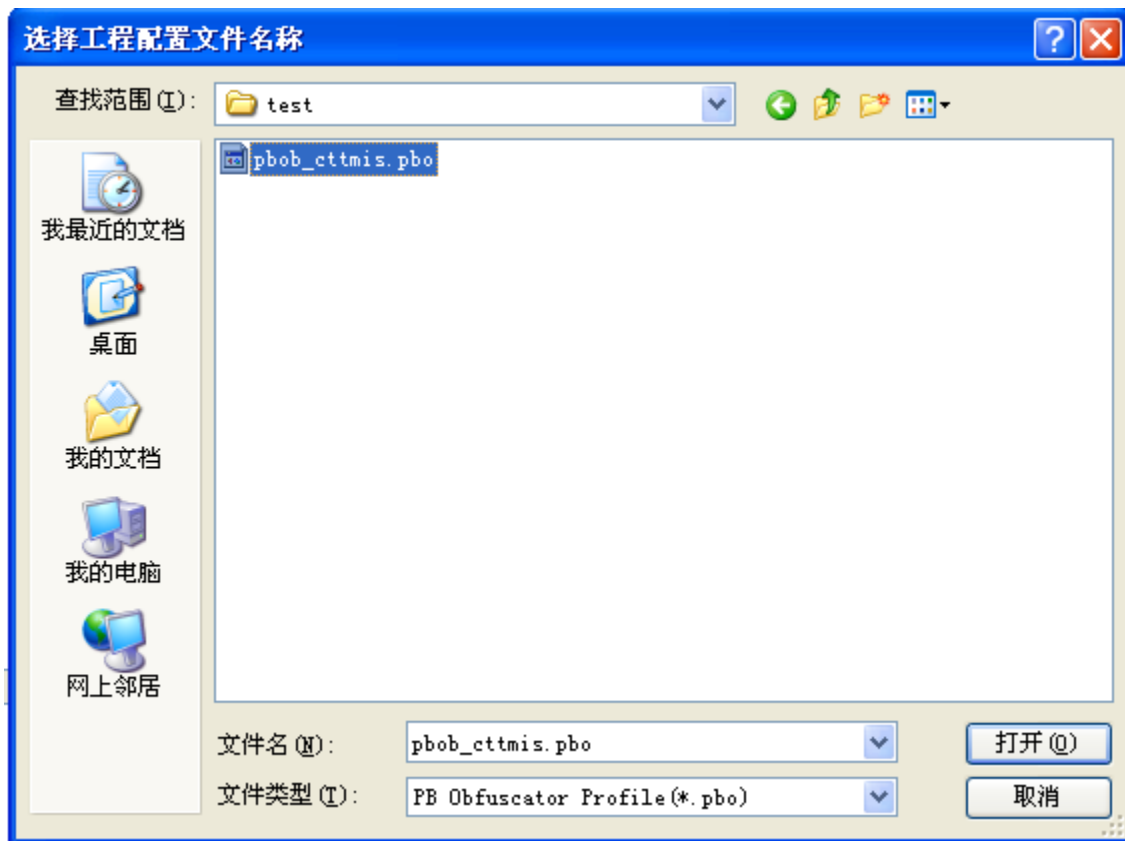 选择工程配置文件名称
查找范围(I):
test
pbob_cttmis.pbo
我最近的文档
桌面
我的文档
我的电脑
网上邻居
文件名(N):
pbob_cttmis.pbo
打开(O)
文件类型(T):
PB Obfuscator Profile(*.pbo)
取消